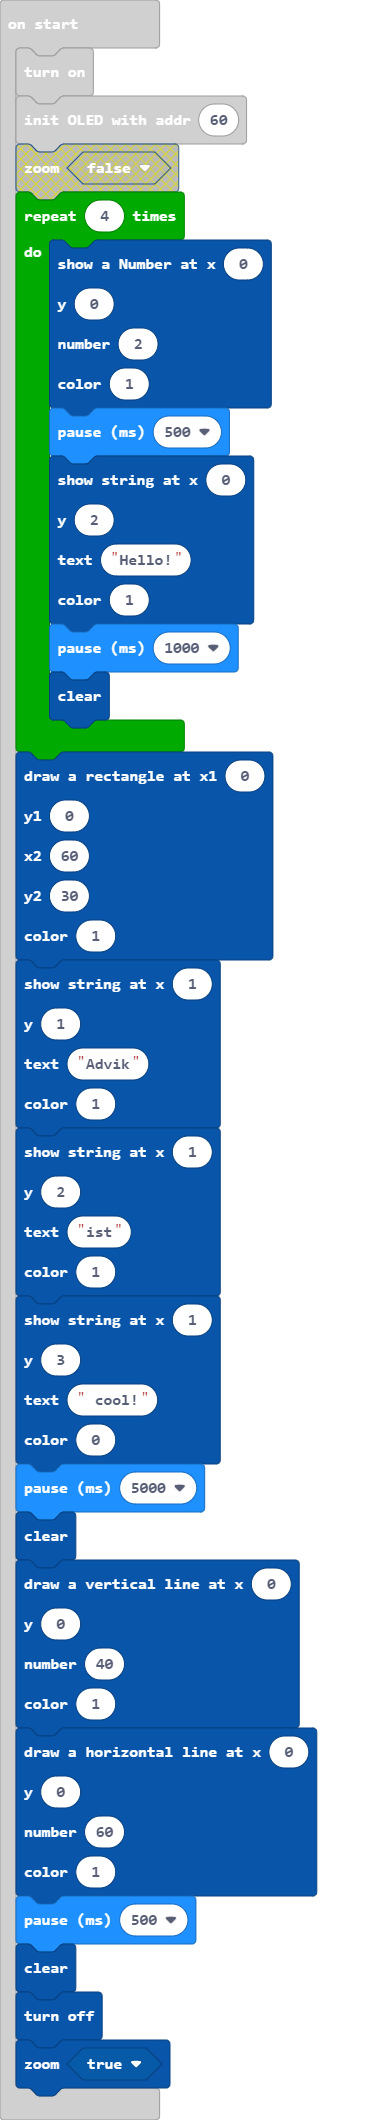 on start
turn on
init OLED with addr 60
zoom false
repeat 4 times
do
show a Number at x 0
y 0
number 2
color 1
pause (ms) 500
show string at x 0
y 2
text "Hello!"
color 1
pause (ms) 1000
clear
draw a rectangle at x1 0
y1 0
x2 60
y2 30
color 1
show string at x 1
y 1
text "Advik"
color 1
show string at x 1
y 2
text "ist"
color 1
show string at x 1
y 3
text " cool!"
color 0
pause (ms) 5000
clear
draw a vertical line at x 0
y 0
number 40
color 1
draw a horizontal line at x 0
y 0
number 60
color 1
pause (ms) 500
clear
turn off
zoom true